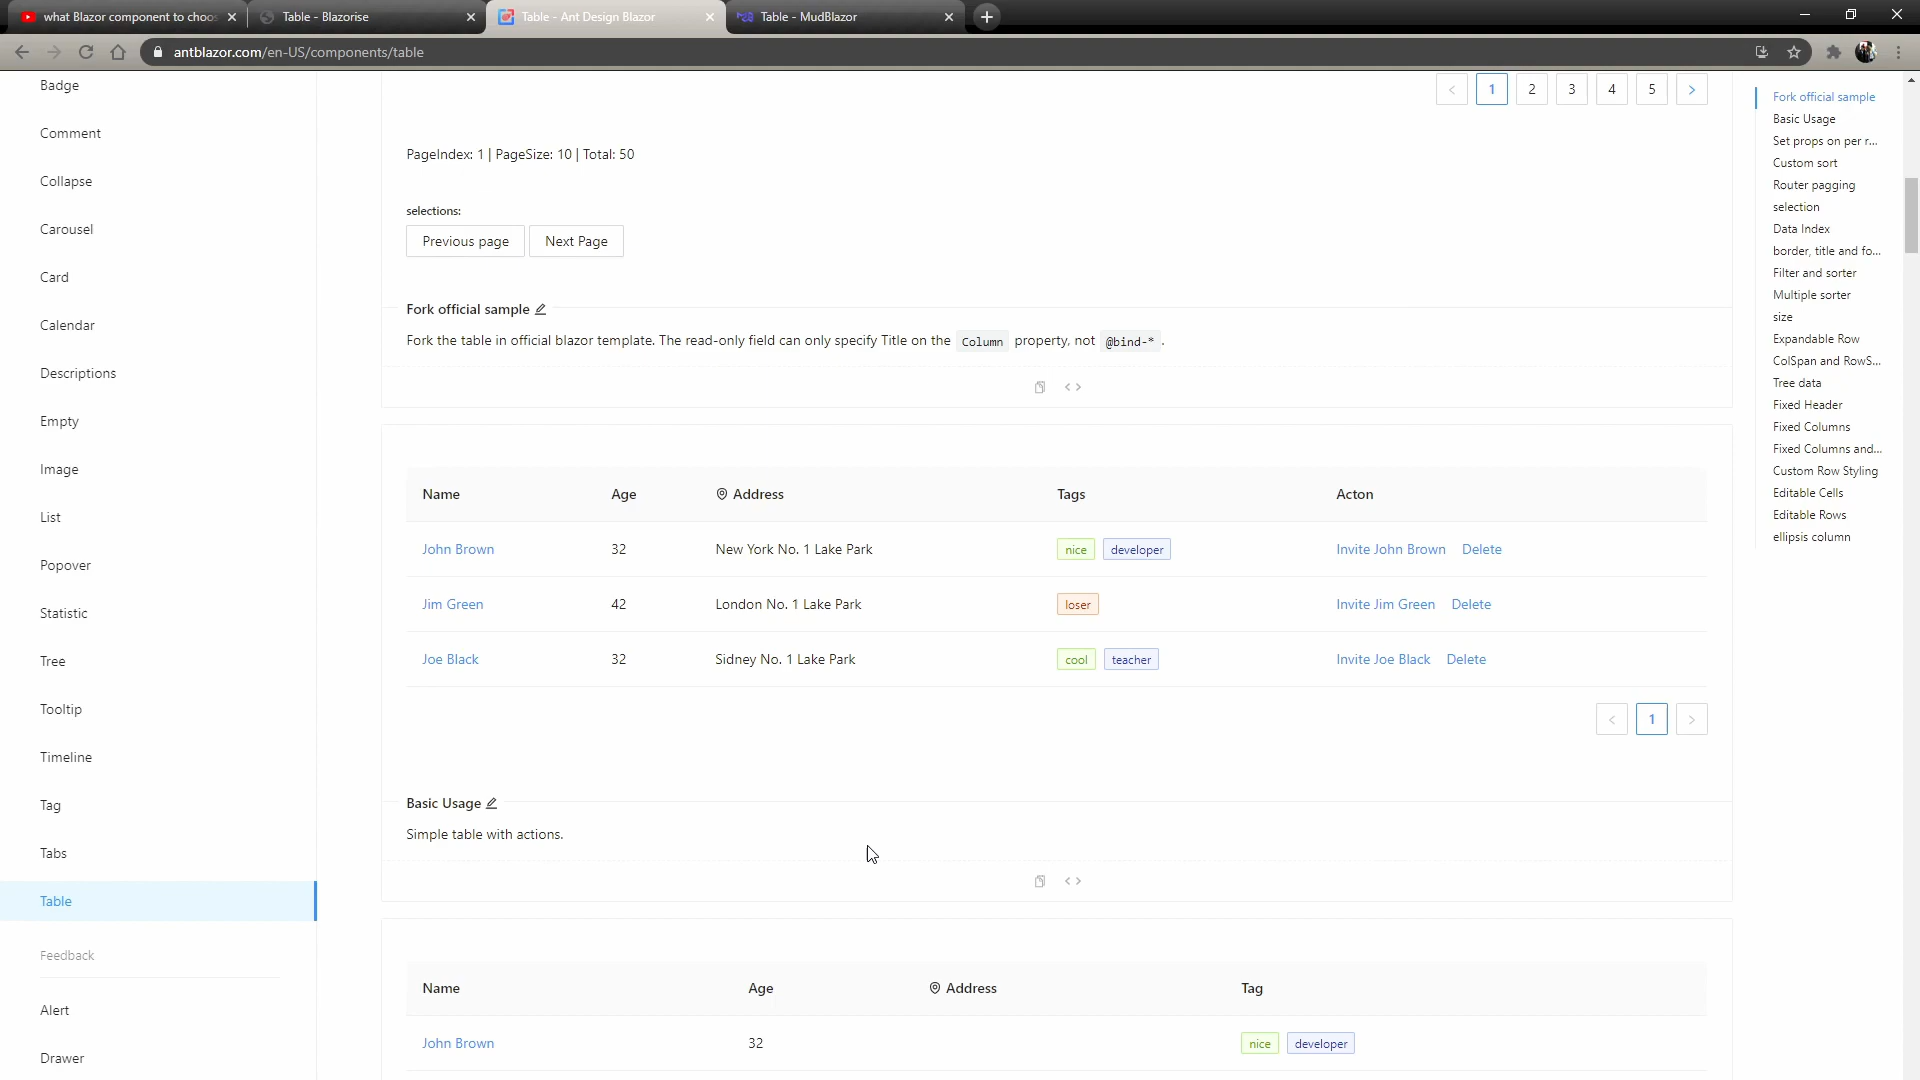 what Blazor component to choos
Table - Blazorise
Table - Ant Design Blazor
Table - MudBlazor
antblazor.com/en-US/components/table
Badge
Comment
Collapse
Carousel
Card
Calendar
Descriptions
Empty
Image
List
Popover
Statistic
Tree
Tooltip
Timeline
Tag
Tabs
Table
Feedback
Alert
Drawer
< 1 2 3 4 5 >
PageIndex: 1 | PageSize: 10 | Total: 50
selections:
Previous page Next Page
Fork official sample
Fork the table in official blazor template. The read-only field can only specify Title on the Column property, not @bind-* .
< >
Name Age Address Tags Acton
John Brown 32 New York No. 1 Lake Park nice developer Invite John Brown Delete
Jim Green 42 London No. 1 Lake Park loser Invite Jim Green Delete
Joe Black 32 Sidney No. 1 Lake Park cool teacher Invite Joe Black Delete
< 1 >
Basic Usage
Simple table with actions.
< >
Name Age Address Tag
John Brown 32 nice developer
Fork official sample
Basic Usage
Set props on per r...
Custom sort
Router pagging
selection
Data Index
border, title and fo...
Filter and sorter
Multiple sorter
size
Expandable Row
ColSpan and RowS...
Tree data
Fixed Header
Fixed Columns
Fixed Columns and...
Custom Row Styling
Editable Cells
Editable Rows
ellipsis column